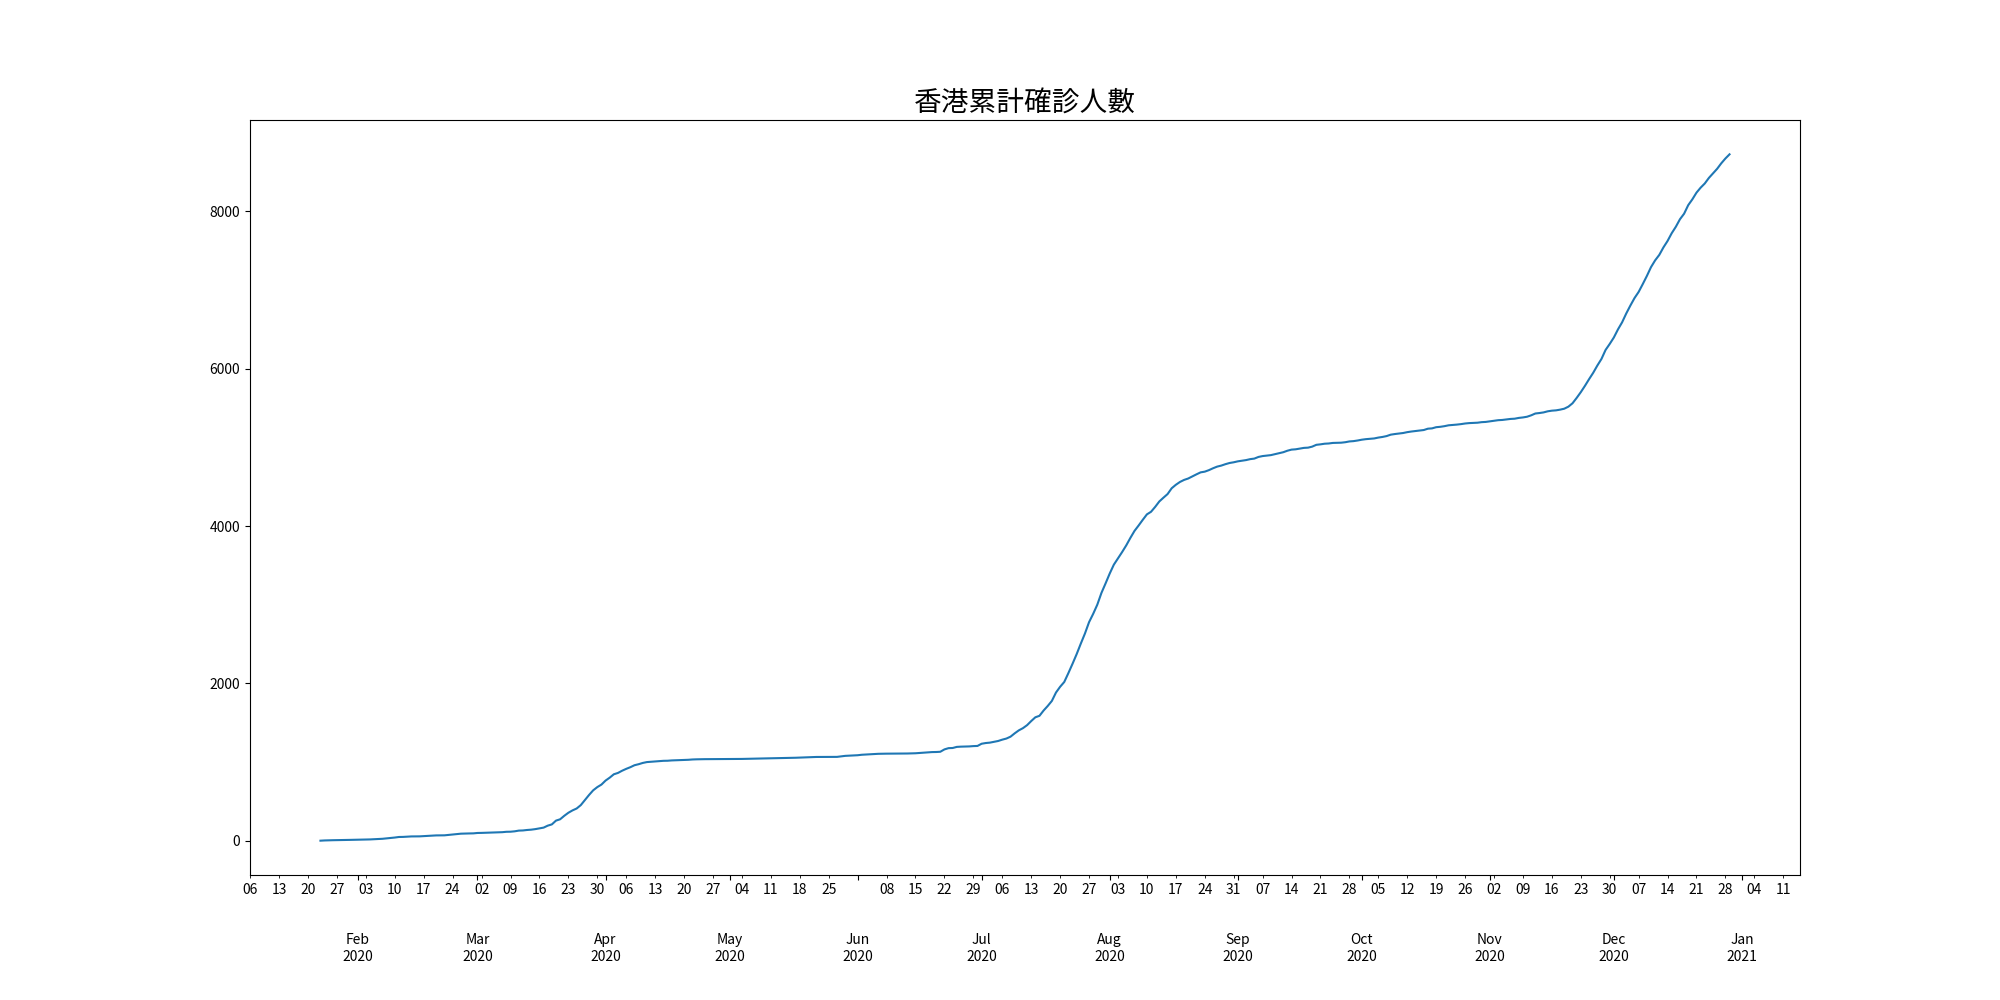 香港累計確診人數
8000
6000
4000
2000
0
06 13 20 27 03 10 17 24 02 09 16 23 30 06 13 20 27 04 11 18 25 08 15 22 29 06 13 20 27 03 10 17 24 31 07 14 21 28 05 12 19 26 02 09 16 23 30 07 14 21 28 04 11
Feb Mar Apr May Jun Jul Aug Sep Oct Nov Dec Jan
2020 2020 2020 2020 2020 2020 2020 2020 2020 2020 2020 2021